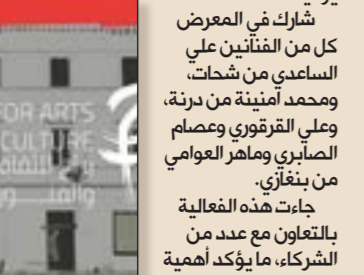 شارك في المعرض
كل من الفنانين علي
الساعدي من شحات،
ومحمد امنينة من درنة،
وعلي القرقوري وعصام
الصابري وماهر العوامي
من بنغازي.
جاءت هذه الفعالية
بالتعاون مع عدد من
الشركاء، ما يؤكد أهمية
FOR ARTS
CULTURE